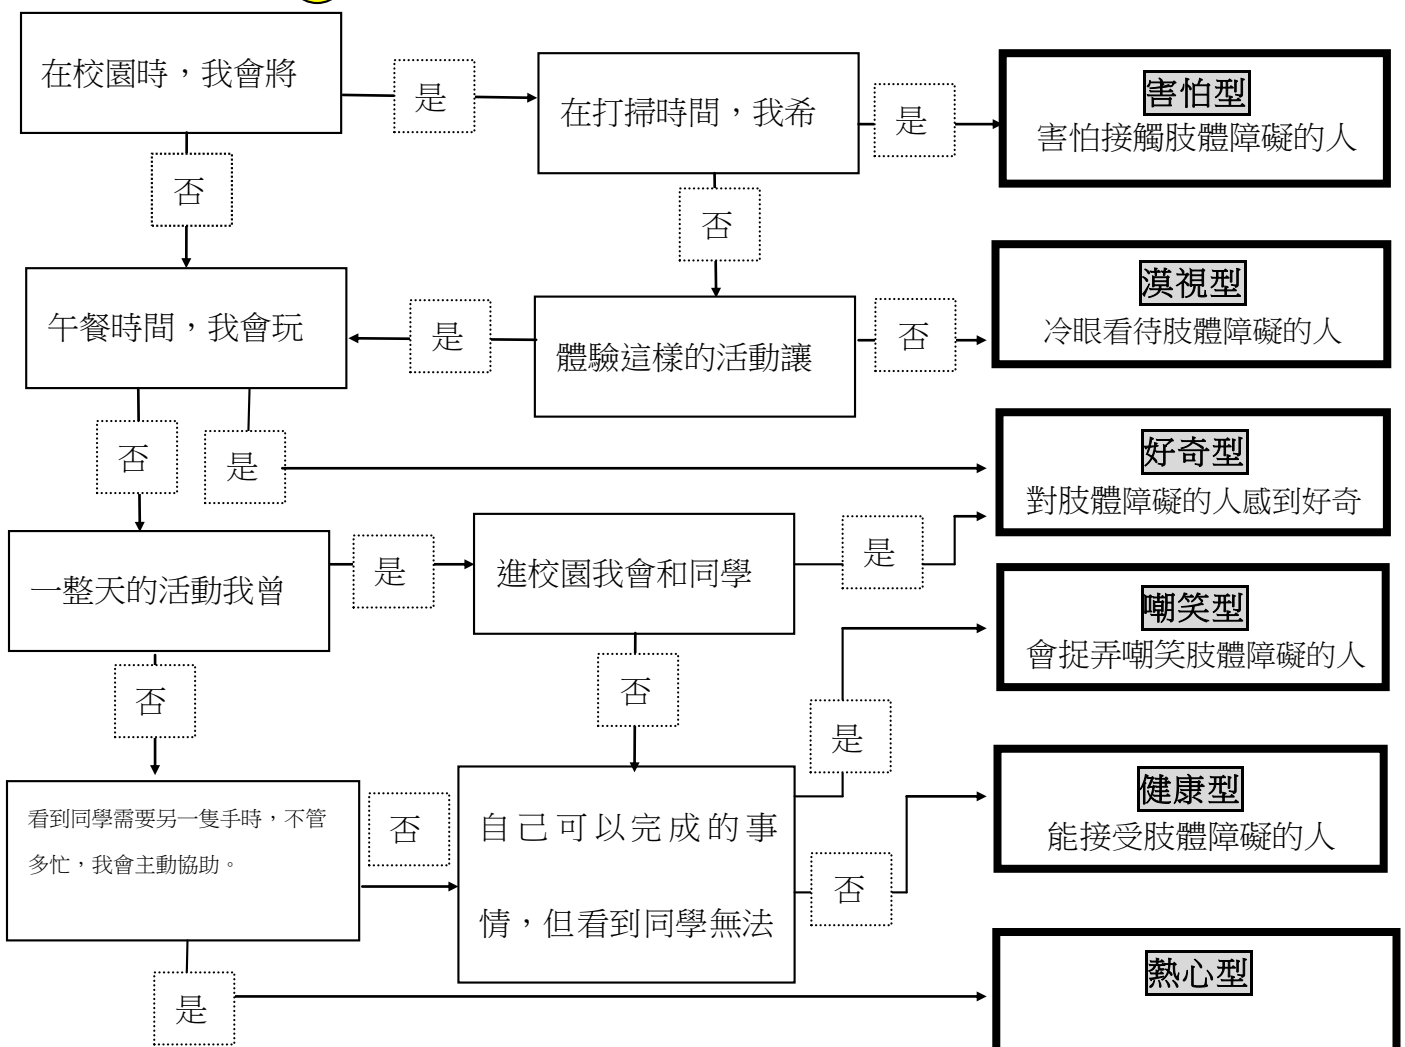 在校園時，我會將
是
在打掃時間，我希
是
害怕型
害怕接觸肢體障礙的人
否
否
午餐時間，我會玩
是
體驗這樣的活動讓
否
漠視型
冷眼看待肢體障礙的人
否
是
好奇型
對肢體障礙的人感到好奇
一整天的活動我曾
是
進校園我會和同學
是
嘲笑型
會捉弄嘲笑肢體障礙的人
否
否
是
看到同學需要另一隻手時，不管
多忙，我會主動協助。
否
自己可以完成的事
情，但看到同學無法
否
健康型
能接受肢體障礙的人
是
熱心型